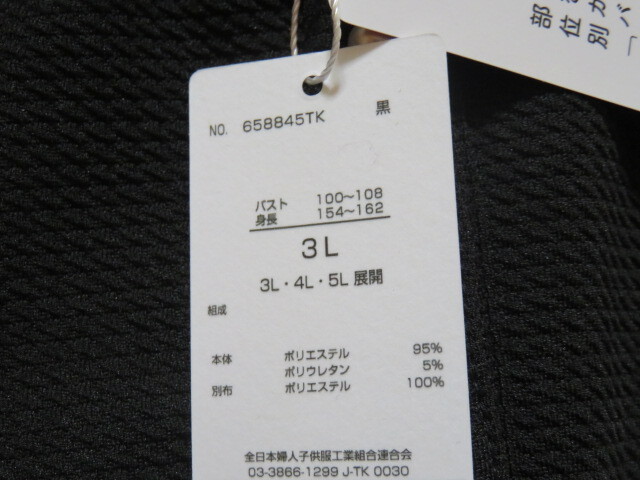 NO. 658845TK 黒
バスト 100~108
身長 154~162
3L
3L・4L・5L 展開
組成
本体 ポリエステル 95%
ポリウレタン 5%
別布 ポリエステル 100%
全日本婦人子供服工業組合連合会
03-3866-1299 J-TK 0030
部位別